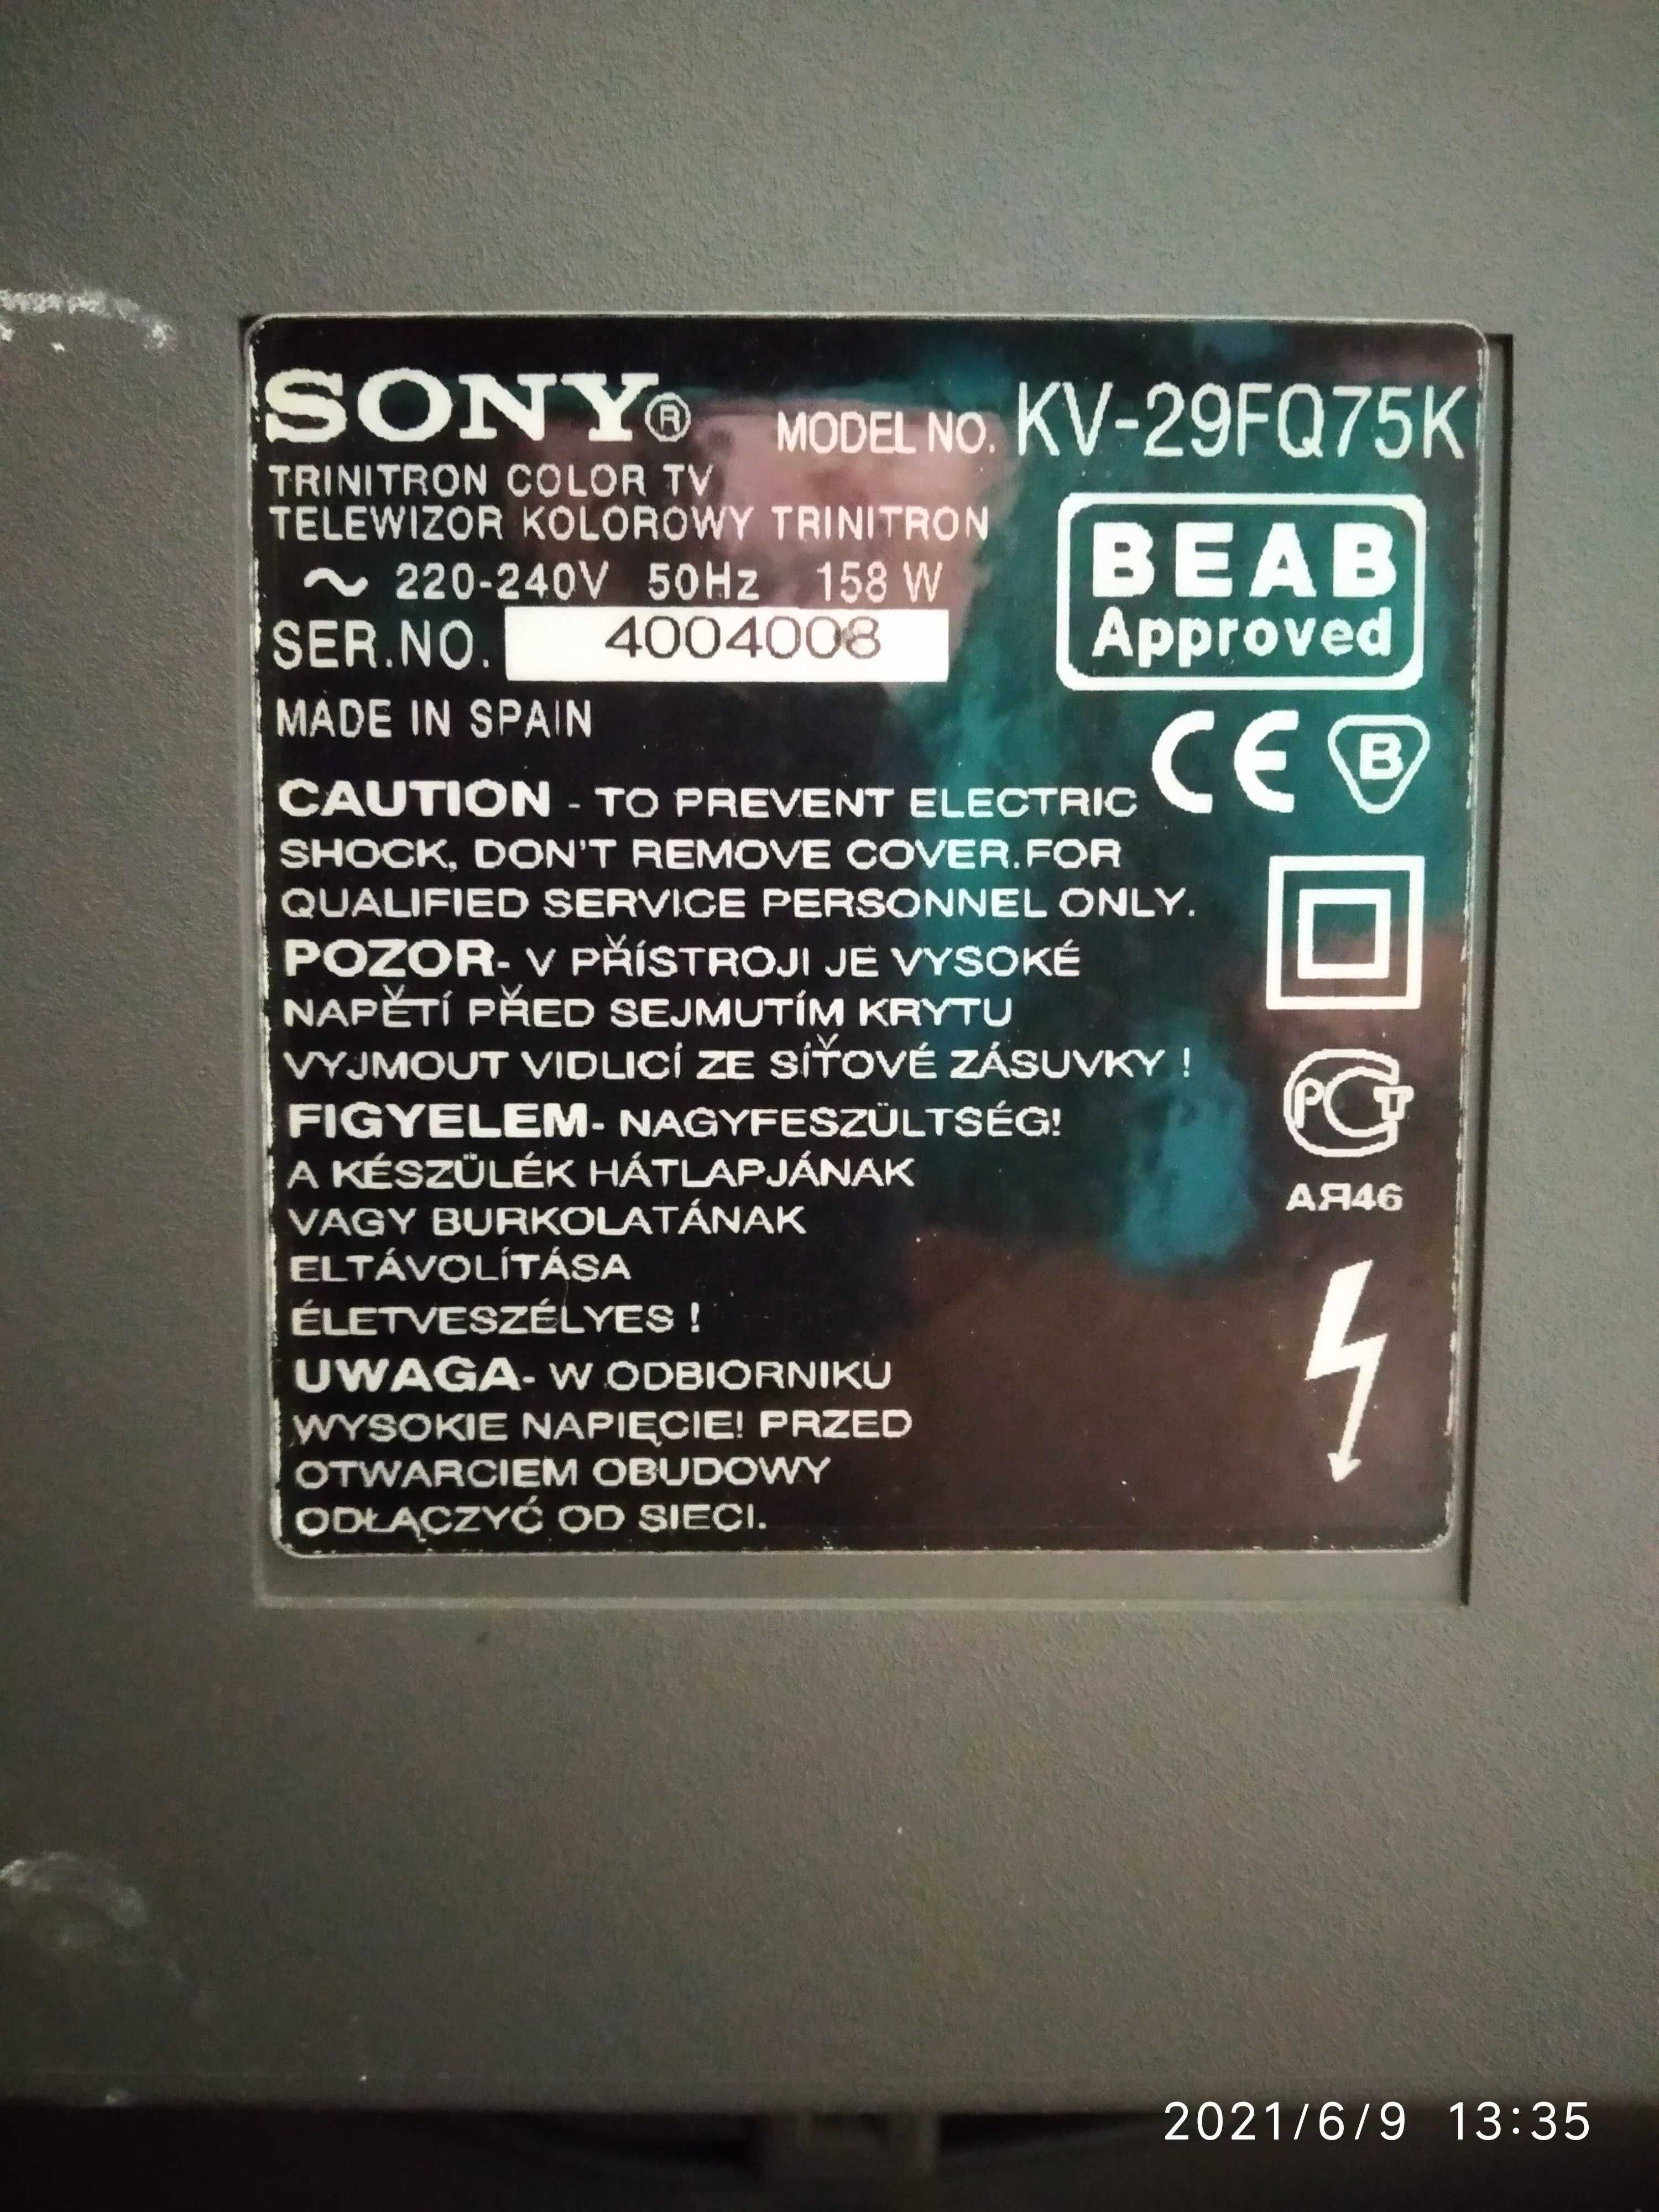 SONY® MODEL NO. KV-29FQ75K
TRINITRON COLOR TV
TELEWIZOR KOLOROWY TRINITRON
~ 220-240V 50Hz 158 W
BEAB
Approved
SER.NO. 4004008
MADE IN SPAIN
CE B
CAUTION - TO PREVENT ELECTRIC
SHOCK, DON'T REMOVE COVER.FOR
QUALIFIED SERVICE PERSONNEL ONLY.
POZOR- V PŘÍSTROJI JE VYSOKÉ
NAPĚTÍ PŘED SEJMUTÍM KRYTU
VYJMOUT VIDLICÍ ZE SÍŤOVÉ ZÁSUVKY !
FIGYELEM- NAGYFESZÜLTSÉG!
A KÉSZÜLÉK HÁTLAPJÁNAK
VAGY BURKOLATÁNAK
ELTÁVOLÍTÁSA
ÉLETVESZÉLYES !
РСТ
АЯ46
UWAGA- W ODBIORNIKU
WYSOKIE NAPIĘCIE! PRZED
OTWARCIEM OBUDOWY
ODŁĄCZYĆ OD SIECI.
2021/6/9 13:35